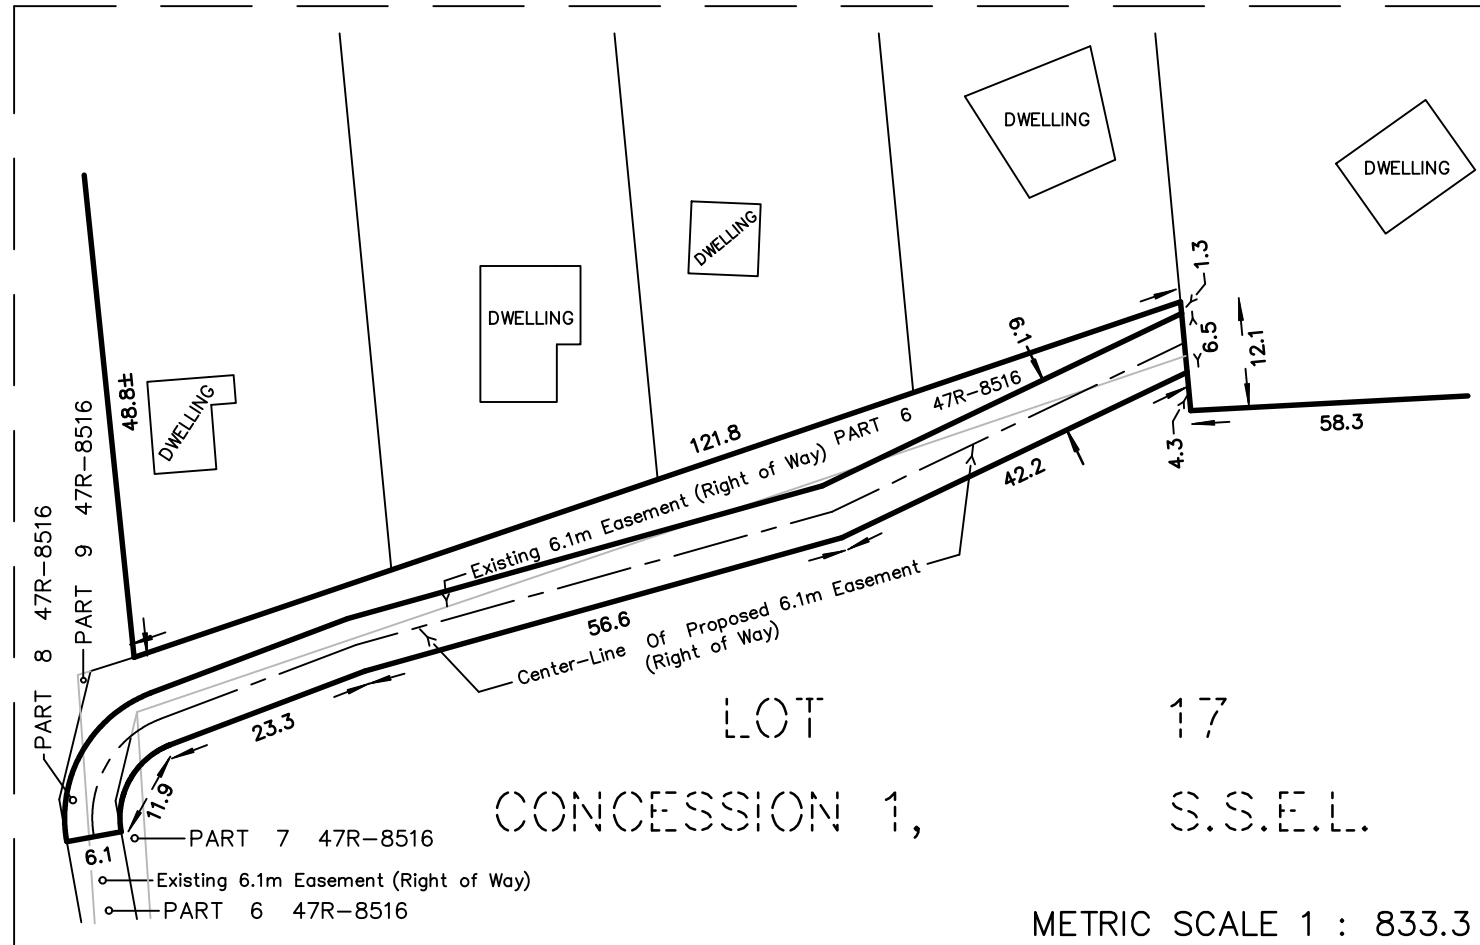 DWELLING
DWELLING
DWELLING
DWELLING
DWELLING
1.3
6.5
12.1
6.1
58.3
4.3
42.2
48.8±
121.8
PART 6 47R-8516
Existing 6.1m Easement (Right of Way)
PART 9 47R-8516
PART 8 47R-8516
56.6
Center-Line Of Proposed 6.1m Easement
(Right of Way)
23.3
11.9
6.1
LOT 17
CONCESSION 1, S.S.E.L.
PART 7 47R-8516
Existing 6.1m Easement (Right of Way)
PART 6 47R-8516
METRIC SCALE 1 : 833.3